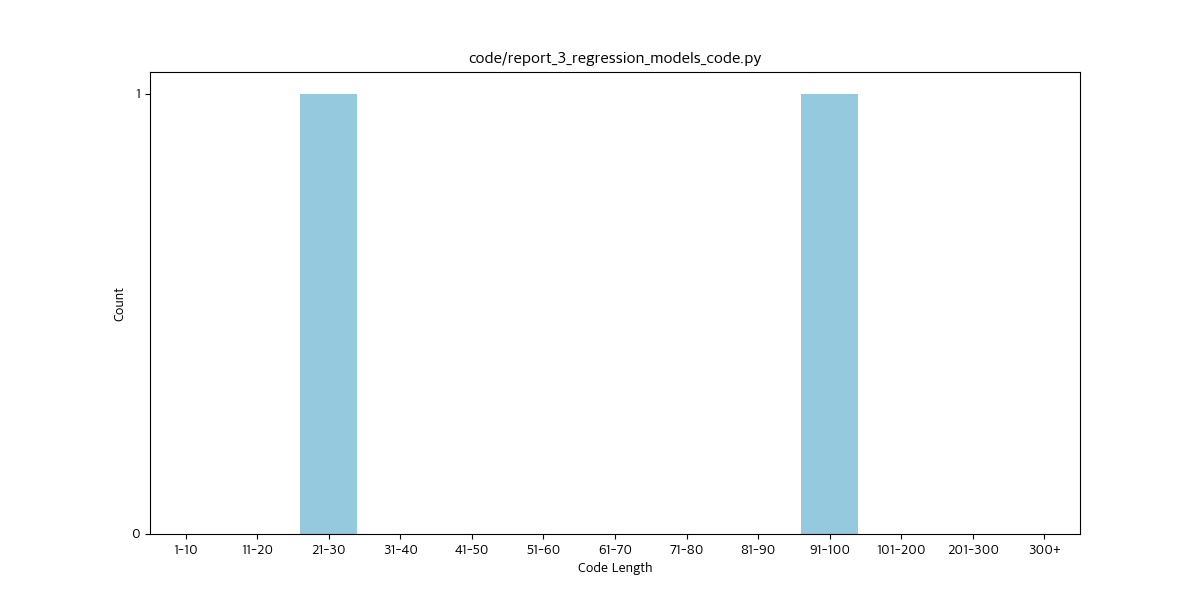 code/report_3_regression_models_code.py
1
0
Count
1-10 11-20 21-30 31-40 41-50 51-60 61-70 71-80 81-90 91-100 101-200 201-300 300+
Code Length